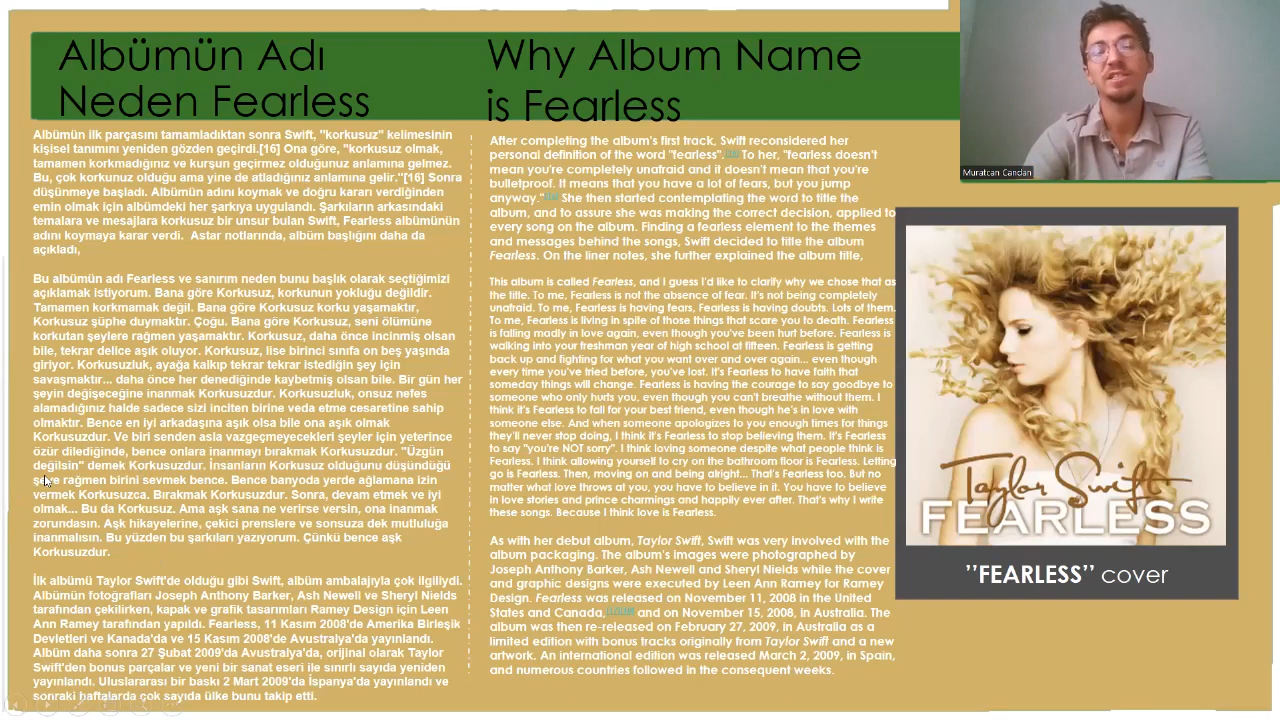 Albümün Adı
Neden Fearless
Albümün ilk parçasını tamamladıktan sonra Swift, "korkusuz" kelimesinin
kişisel tanımını yeniden gözden geçirdi.[16] Ona göre, "korkusuz olmak,
tamamen korkmadığınız ve kurşun geçirmez olduğunuz anlamına gelmez.
Bu, çok korkunuz olduğu ama yine de atladığınız anlamına gelir."[16] Sonra
düşünmeye başladı. Albümün adını koymak ve doğru kararı verdiğinden
emin olmak için albümdeki her şarkıya uygulandı. Şarkıların arkasındaki
temalara ve mesajlara korkusuz bir unsur bulan Swift, Fearless albümünün
adını koymaya karar verdi. Astar notlarında, albüm başlığını daha da
açıkladı,
Bu albümün adı Fearless ve sanırım neden bunu başlık olarak seçtiğimizi
açıklamak istiyorum. Bana göre Korkusuz, korkunun yokluğu değildir.
Tamamen korkmamak değil. Bana göre Korkusuz korku yaşamaktır,
Korkusuz şüphe duymaktır. Çoğu. Bana göre Korkusuz, seni ölümüne
korkutan şeylere rağmen yaşamaktır. Korkusuz, daha önce incinmiş olsan
bile, tekrar delice aşık oluyor. Korkusuz, lise birinci sınıfa on beş yaşında
giriyor. Korkusuzluk, ayağa kalkıp tekrar tekrar istediğin şey için
savaşmaktır... daha önce her denediğinde kaybetmiş olsan bile. Bir gün her
şeyin değişeceğine inanmak Korkusuzdur. Korkusuzluk, onsuz nefes
alamadığınız halde sadece sizi inciten birine veda etme cesaretine sahip
olmaktır. Bence en iyi arkadaşına aşık olsa bile ona aşık olmak
Korkusuzdur. Ve biri senden asla vazgeçmeyecekleri şeyler için yeterince
özür dilediğinde, bence onlara inanmayı bırakmak Korkusuzdur. "Üzgün
değilsin" demek Korkusuzdur. İnsanların Korkusuz olduğunu düşündüğü
şeye rağmen birini sevmek bence. Bence banyoda yerde ağlamana izin
vermek Korkusuzca. Bırakmak Korkusuzdur. Sonra, devam etmek ve iyi
olmak... Bu da Korkusuz. Ama aşk sana ne verirse versin, ona inanmak
zorundasın. Aşk hikayelerine, çekici prenslere ve sonsuza dek mutluluğa
inanmalısın. Bu yüzden bu şarkıları yazıyorum. Çünkü bence aşk
Korkusuzdur.
İlk albümü Taylor Swift'de olduğu gibi Swift, albüm ambalajıyla çok ilgiliydi.
Albümün fotoğrafları Joseph Anthony Barker, Ash Newell ve Sheryl Nields
tarafından çekilirken, kapak ve grafik tasarımları Ramey Design için Leen
Ann Ramey tarafından yapıldı. Fearless, 11 Kasım 2008'de Amerika Birleşik
Devletleri ve Kanada'da ve 15 Kasım 2008'de Avustralya'da yayınlandı.
Albüm daha sonra 27 Şubat 2009'da Avustralya'da, orijinal olarak Taylor
Swift'den bonus parçalar ve yeni bir sanat eseri ile sınırlı sayıda yeniden
yayınlandı. Uluslararası bir baskı 2 Mart 2009'da İspanya'da yayınlandı ve
sonraki haftalarda çok sayıda ülke bunu takip etti.
Why Album Name
is Fearless
After completing the album's first track, Swift reconsidered her
personal definition of the word "fearless". To her, "fearless doesn't
mean you're completely unafraid and it doesn't mean that you're
bulletproof. It means that you have a lot of fears, but you jump
anyway." She then started contemplating the word to title the
album, and to assure she was making the correct decision, applied to
every song on the album. Finding a fearless element to the themes
and messages behind the songs, Swift decided to title the album
Fearless. On the liner notes, she further explained the album title,
This album is called Fearless, and I guess I'd like to clarify why we chose that as
the title. To me, Fearless is not the absence of fear. It's not being completely
unafraid. To me, Fearless is having fears, Fearless is having doubts. Lots of them.
To me, Fearless is living in spite of those things that scare you to death. Fearless
is falling madly in love again, even though you've been hurt before. Fearless is
walking into your freshman year of high school at fifteen. Fearless is getting
back up and fighting for what you want over and over again... even though
every time you've tried before, you've lost. It's Fearless to have faith that
someday things will change. Fearless is having the courage to say goodbye to
someone who only hurts you, even though you can't breathe without them. I
think it's Fearless to fall for your best friend, even though he's in love with
someone else. And when someone apologizes to you enough times for things
they'll never stop doing, I think it's Fearless to stop believing them. It's Fearless
to say "you're NOT sorry". I think loving someone despite what people think is
Fearless. I think allowing yourself to cry on the bathroom floor is Fearless. Letting
go is Fearless. Then, moving on and being alright... That's Fearless too. But no
matter what love throws at you, you have to believe in it. You have to believe
in love stories and prince charmings and happily ever after. That's why I write
these songs. Because I think love is Fearless.
As with her debut album, Taylor Swift, Swift was very involved with the
album packaging. The album's images were photographed by
Joseph Anthony Barker, Ash Newell and Sheryl Nields while the cover
and graphic designs were executed by Leen Ann Ramey for Ramey
Design. Fearless was released on November 11, 2008 in the United
States and Canada, and on November 15, 2008, in Australia. The
album was then re-released on February 27, 2009, in Australia as a
limited edition with bonus tracks originally from Taylor Swift and a new
artwork. An international edition was released March 2, 2009, in Spain,
and numerous countries followed in the consequent weeks.
Muratcan Candan
Taylor Swift
FEARLESS
"FEARLESS" cover